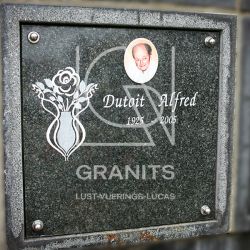 Dutoit Alfred
1925 - 2005
GRANITS
LUST-VUERINGS-LUCAS